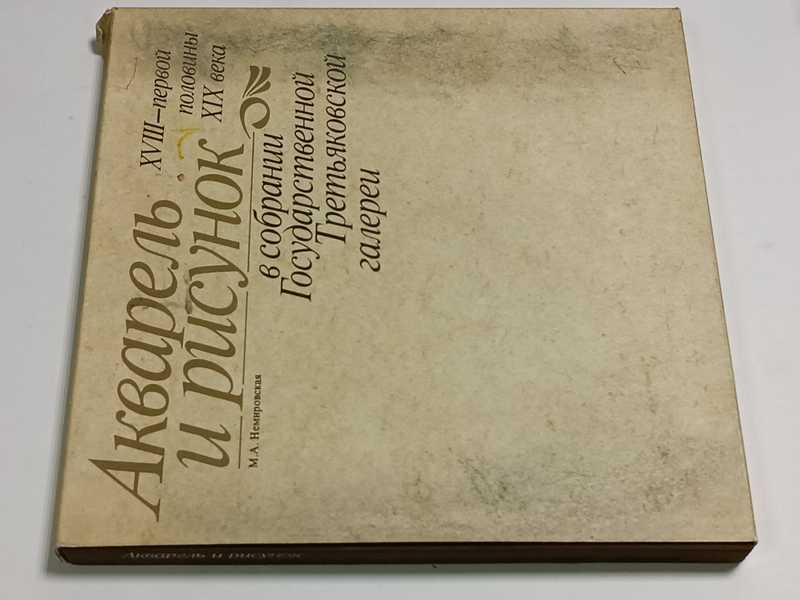 Акварель
и рисунок
XVIII–первой
половины
XIX века
в собрании
Государственной
Третьяковской
галереи
М.А. Немировская
Акварель и рисунок